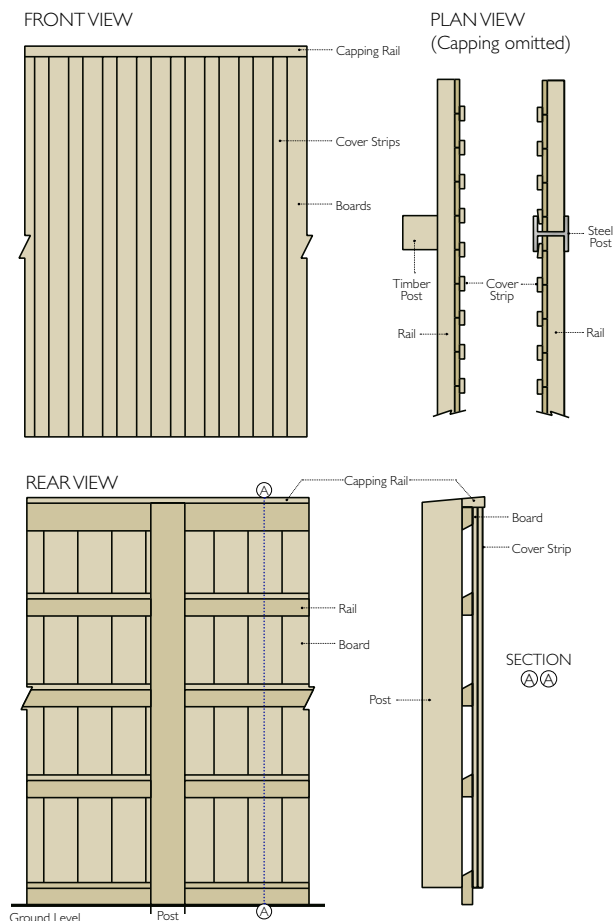 FRONT VIEW
Capping Rail
Cover Strips
Boards
PLAN VIEW
(Capping omitted)
Steel
Post
Timber
Post
Cover
Strip
Rail
Rail
REAR VIEW
A
Capping Rail
Board
Cover Strip
Rail
Board
SECTION
A A
Post
Ground Level
Post
A